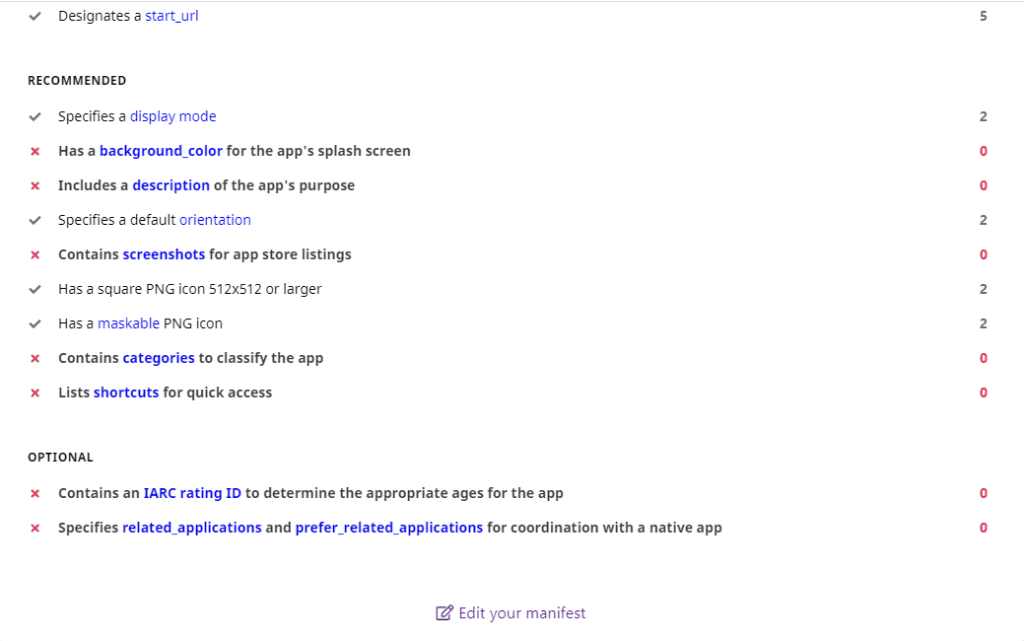 Designates a start_url 5
RECOMMENDED
Specifies a display mode 2
Has a background_color for the app's splash screen 0
Includes a description of the app's purpose 0
Specifies a default orientation 2
Contains screenshots for app store listings 0
Has a square PNG icon 512x512 or larger 2
Has a maskable PNG icon 2
Contains categories to classify the app 0
Lists shortcuts for quick access 0
OPTIONAL
Contains an IARC rating ID to determine the appropriate ages for the app 0
Specifies related_applications and prefer_related_applications for coordination with a native app 0
Edit your manifest